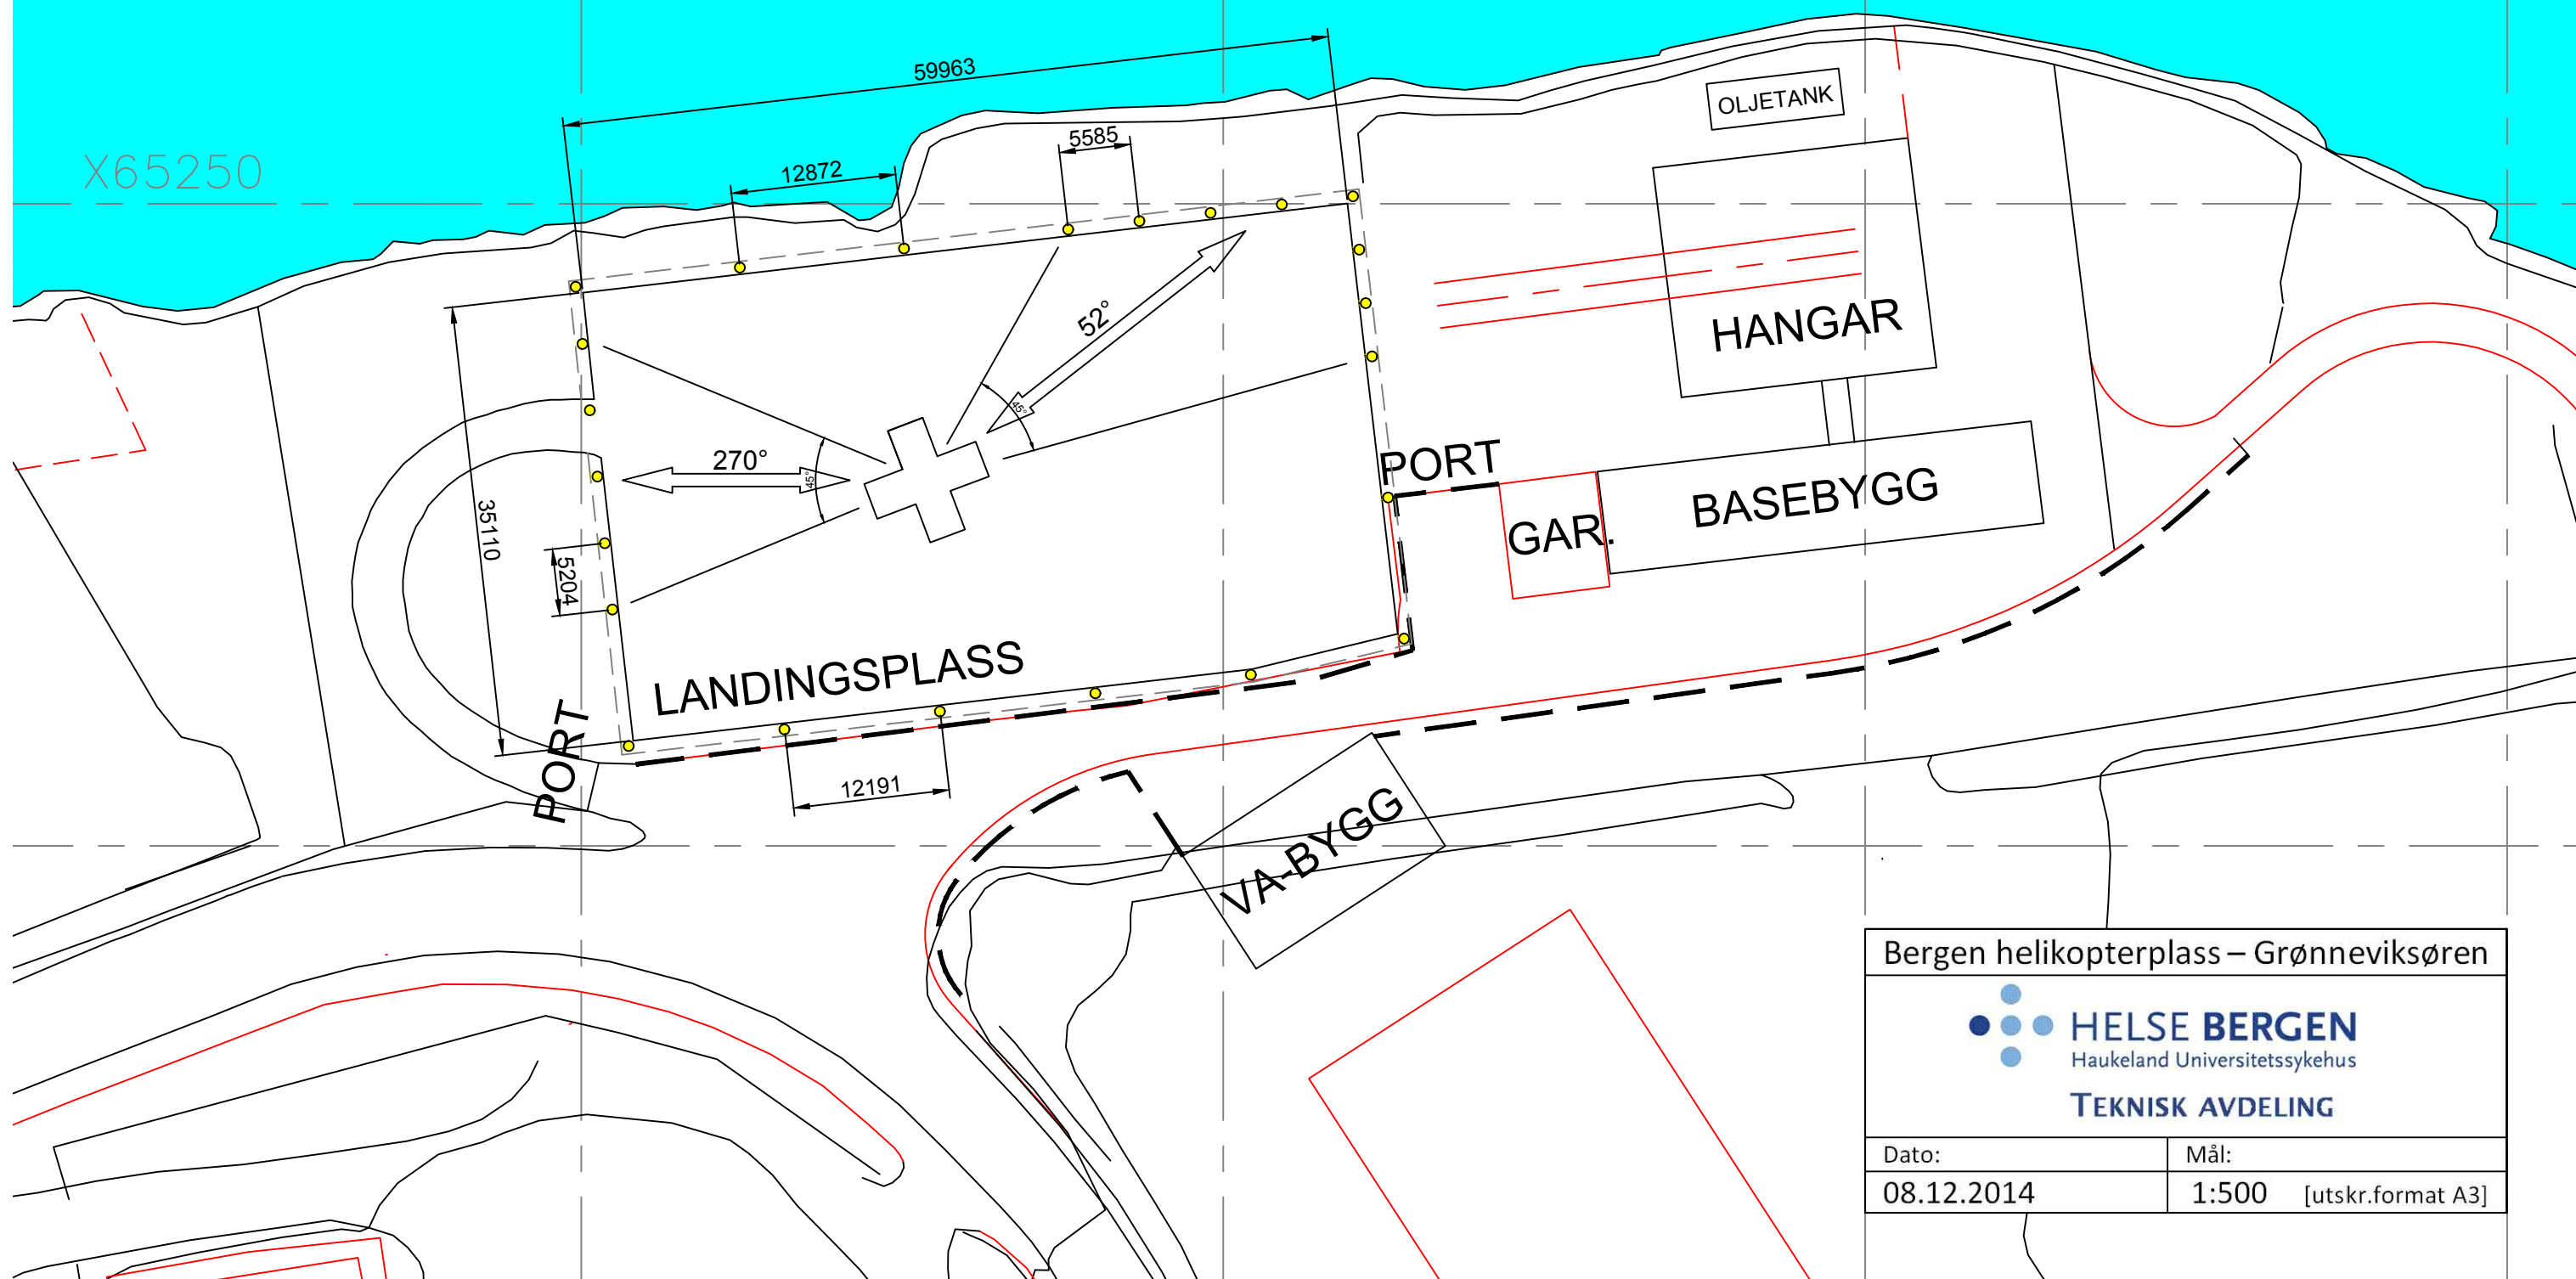 59963
OLJETANK
5585
12872
X65250
HANGAR
52°
45°
PORT
270°
45°
BASEBYGG
GAR.
35110
5204
LANDINGSPLASS
PORT
12191
VA-BYGG
Bergen helikopterplass – Grønneviksøren
HELSE BERGEN
Haukeland Universitetssykehus
TEKNISK AVDELING
Dato:
Mål:
08.12.2014
1:500 [utskr.format A3]